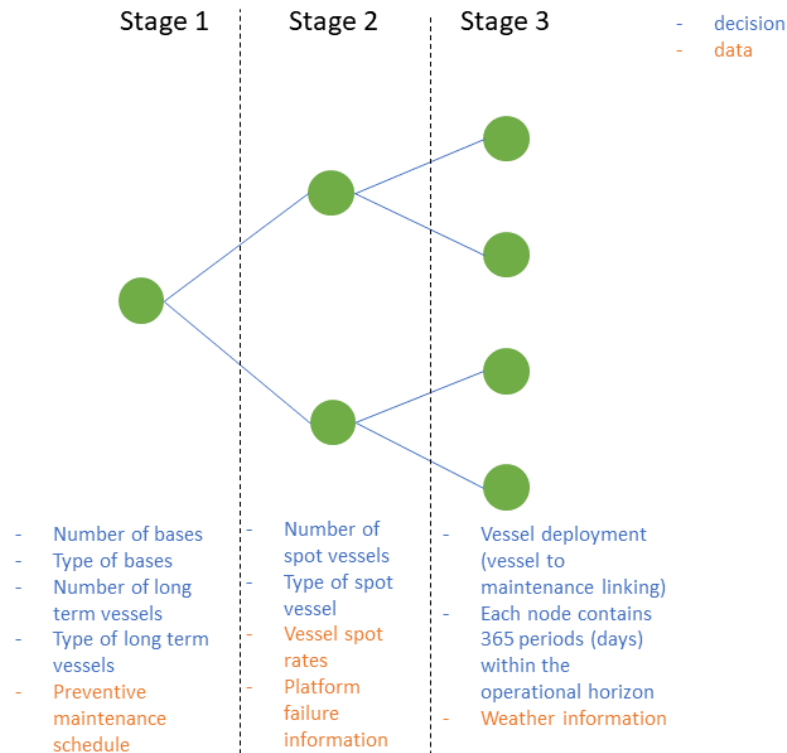 Stage 1
Stage 2
Stage 3
- decision
- data
- Number of bases
- Type of bases
- Number of long
term vessels
- Type of long term
vessels
- Preventive
maintenance
schedule
- Number of
spot vessels
- Type of spot
vessel
- Vessel spot
rates
- Platform
failure
information
- Vessel deployment
(vessel to
maintenance linking)
- Each node contains
365 periods (days)
within the
operational horizon
- Weather information